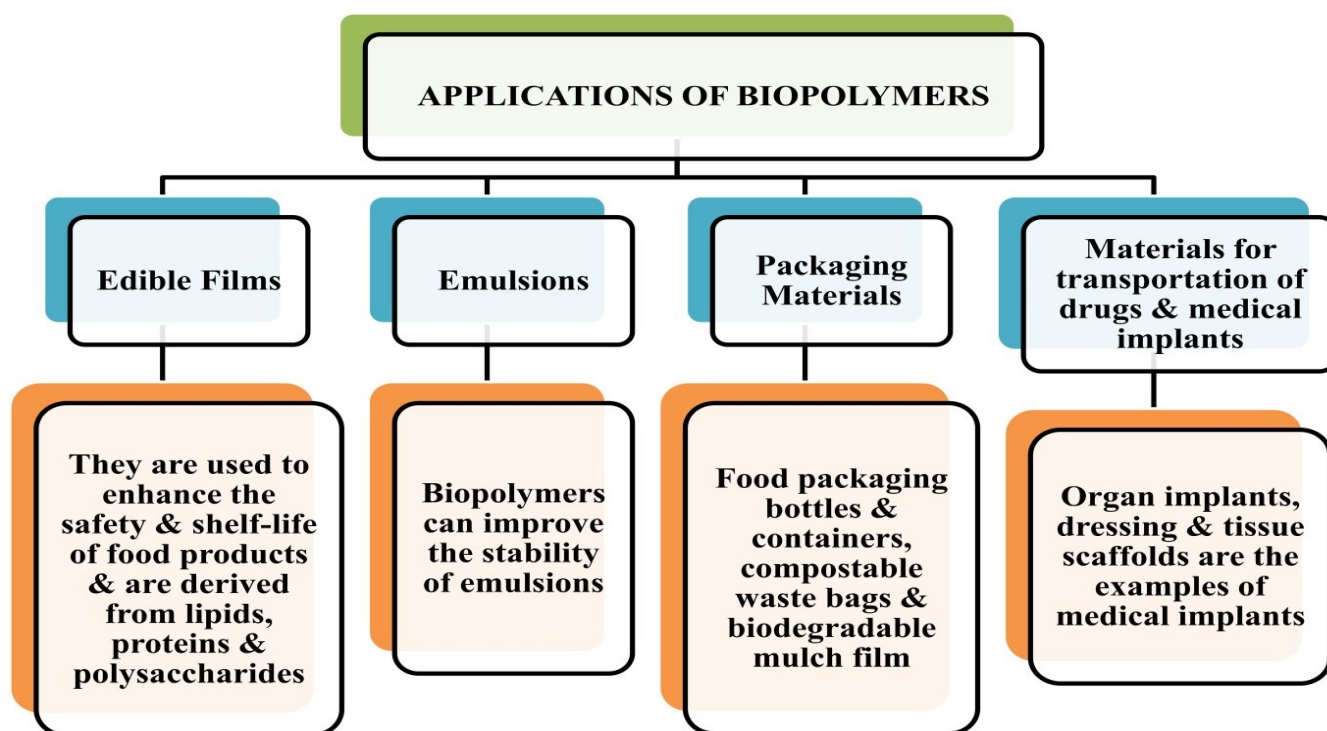 APPLICATIONS OF BIOPOLYMERS
Edible Films
Emulsions
Packaging
Materials
Materials for
transportation of
drugs & medical
implants
They are used to
enhance the
safety & shelf-life
of food products
& are derived
from lipids,
proteins &
polysaccharides
Biopolymers
can improve
the stability
of emulsions
Food packaging
bottles &
containers,
compostable
waste bags &
biodegradable
mulch film
Organ implants,
dressing & tissue
scaffolds are the
examples of
medical implants